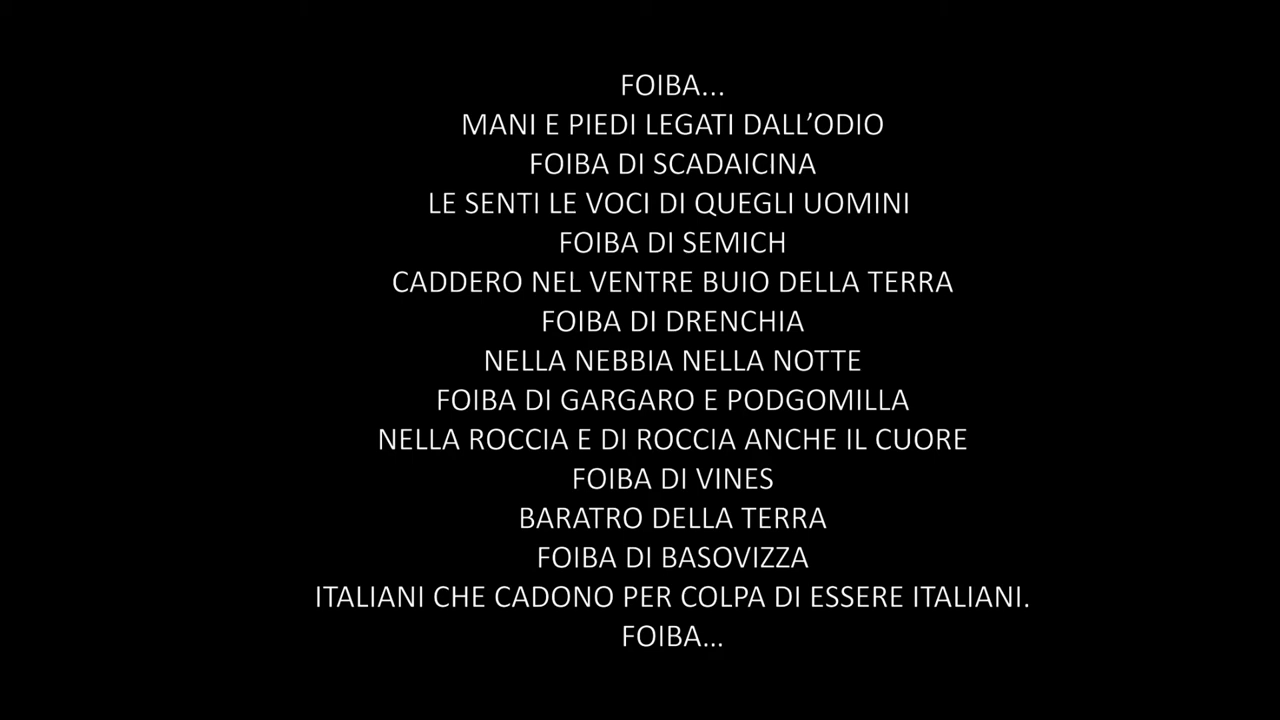 FOIBA...
MANI E PIEDI LEGATI DALL’ODIO
FOIBA DI SCADAICINA
LE SENTI LE VOCI DI QUEGLI UOMINI
FOIBA DI SEMICH
CADDERO NEL VENTRE BUIO DELLA TERRA
FOIBA DI DRENCHIA
NELLA NEBBIA NELLA NOTTE
FOIBA DI GARGARO E PODGOMILLA
NELLA ROCCIA E DI ROCCIA ANCHE IL CUORE
FOIBA DI VINES
BARATRO DELLA TERRA
FOIBA DI BASOVIZZA
ITALIANI CHE CADONO PER COLPA DI ESSERE ITALIANI.
FOIBA...